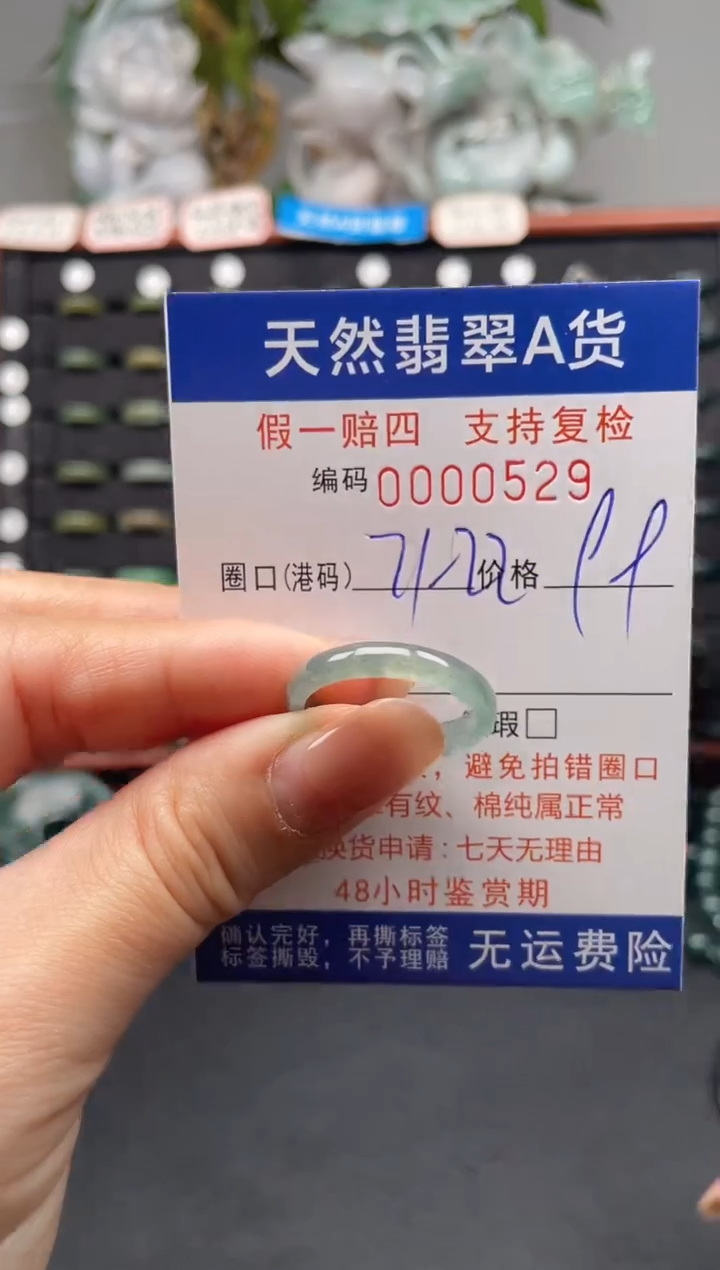 天然翡翠A货
假一赔四 支持复检
编码 0000529
圈口(港码) 21-22 价格
瑕□
，避免拍错圈口
有纹、棉纯属正常
换货申请：七天无理由
48小时鉴赏期
确认完好，再撕标签
标签撕毁，不予理赔
无运费险